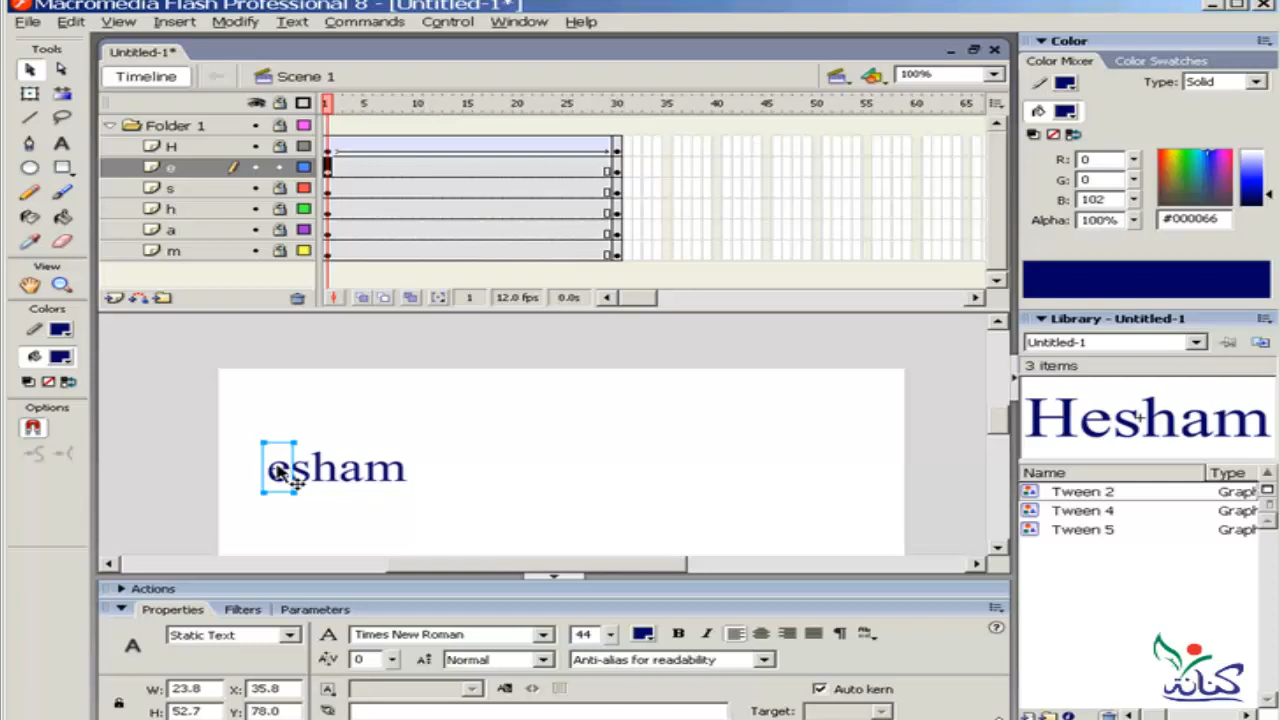 Macromedia Flash Professional 8 - [Untitled-1*]
File Edit View Insert Modify Text Commands Control Window Help
Tools
View
Colors
Options
Untitled-1*
Timeline
Scene 1
100%
1 5 10 15 20 25 30 35 40 45 50 55 60 65
Folder 1
H
e
s
h
a
m
1 12.0 fps 0.0s
esham
Actions
Properties Filters Parameters
Static Text
A Times New Roman 44 B I
A/V 0 Normal Anti-alias for readability
W: 23.8 X: 35.8 Auto kern
H: 52.7 Y: 78.0 Target:
Color
Color Mixer Color Swatches
Type: Solid
R: 0
G: 0
B: 102
Alpha: 100% #000066
Library - Untitled-1
Untitled-1
3 items
Hesham
Name Type
Tween 2 Graph
Tween 4 Graph
Tween 5 Graph
كنانة